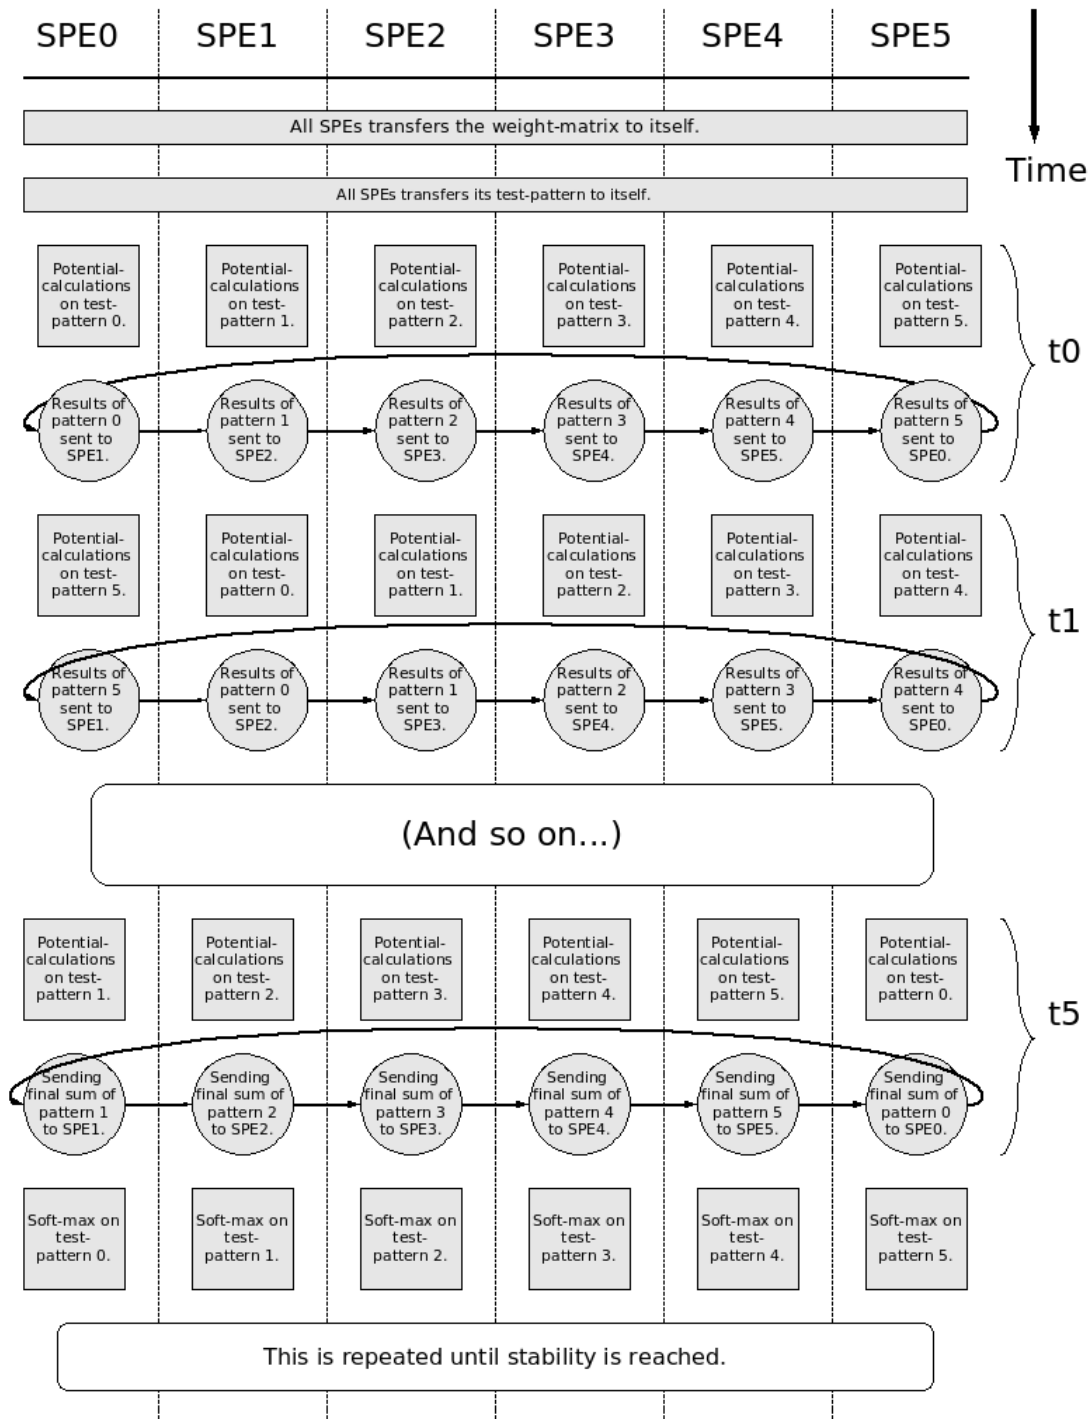 SPE0 SPE1 SPE2 SPE3 SPE4 SPE5
All SPEs transfers the weight-matrix to itself.
Time
All SPEs transfers its test-pattern to itself.
Potential-
calculations
on test-
pattern 0.
Potential-
calculations
on test-
pattern 1.
Potential-
calculations
on test-
pattern 2.
Potential-
calculations
on test-
pattern 3.
Potential-
calculations
on test-
pattern 4.
Potential-
calculations
on test-
pattern 5.
t0
Results of
pattern 0
sent to
SPE1.
Results of
pattern 1
sent to
SPE2.
Results of
pattern 2
sent to
SPE3.
Results of
pattern 3
sent to
SPE4.
Results of
pattern 4
sent to
SPE5.
Results of
pattern 5
sent to
SPE0.
Potential-
calculations
on test-
pattern 5.
Potential-
calculations
on test-
pattern 0.
Potential-
calculations
on test-
pattern 1.
Potential-
calculations
on test-
pattern 2.
Potential-
calculations
on test-
pattern 3.
Potential-
calculations
on test-
pattern 4.
t1
Results of
pattern 5
sent to
SPE1.
Results of
pattern 0
sent to
SPE2.
Results of
pattern 1
sent to
SPE3.
Results of
pattern 2
sent to
SPE4.
Results of
pattern 3
sent to
SPE5.
Results of
pattern 4
sent to
SPE0.
(And so on...)
Potential-
calculations
on test-
pattern 1.
Potential-
calculations
on test-
pattern 2.
Potential-
calculations
on test-
pattern 3.
Potential-
calculations
on test-
pattern 4.
Potential-
calculations
on test-
pattern 5.
Potential-
calculations
on test-
pattern 0.
t5
Sending
final sum of
pattern 1
to SPE1.
Sending
final sum of
pattern 2
to SPE2.
Sending
final sum of
pattern 3
to SPE3.
Sending
final sum of
pattern 4
to SPE4.
Sending
final sum of
pattern 5
to SPE5.
Sending
final sum of
pattern 0
to SPE0.
Soft-max on
test-
pattern 0.
Soft-max on
test-
pattern 1.
Soft-max on
test-
pattern 2.
Soft-max on
test-
pattern 3.
Soft-max on
test-
pattern 4.
Soft-max on
test-
pattern 5.
This is repeated until stability is reached.